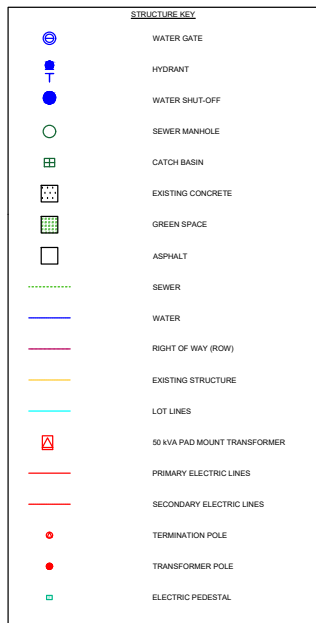 STRUCTURE KEY
WATER GATE
HYDRANT
WATER SHUT-OFF
SEWER MANHOLE
CATCH BASIN
EXISTING CONCRETE
GREEN SPACE
ASPHALT
SEWER
WATER
RIGHT OF WAY (ROW)
EXISTING STRUCTURE
LOT LINES
50 kVA PAD MOUNT TRANSFORMER
PRIMARY ELECTRIC LINES
SECONDARY ELECTRIC LINES
TERMINATION POLE
TRANSFORMER POLE
ELECTRIC PEDESTAL